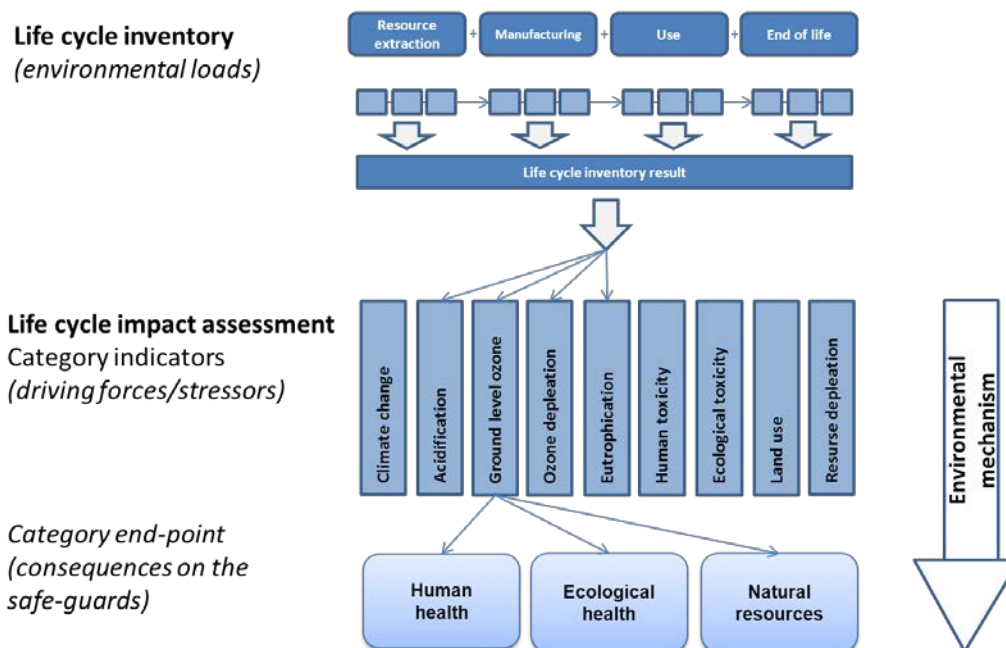 Life cycle inventory
(environmental loads)
Resource
extraction
+
Manufacturing
+
Use
+
End of life
Life cycle inventory result
Life cycle impact assessment
Category indicators
(driving forces/stressors)
Climate change
Acidification
Ground level ozone
Ozone depleation
Eutrophication
Human toxicity
Ecological toxicity
Land use
Resurse depleation
Environmental
mechanism
Category end-point
(consequences on the
safe-guards)
Human
health
Ecological
health
Natural
resources